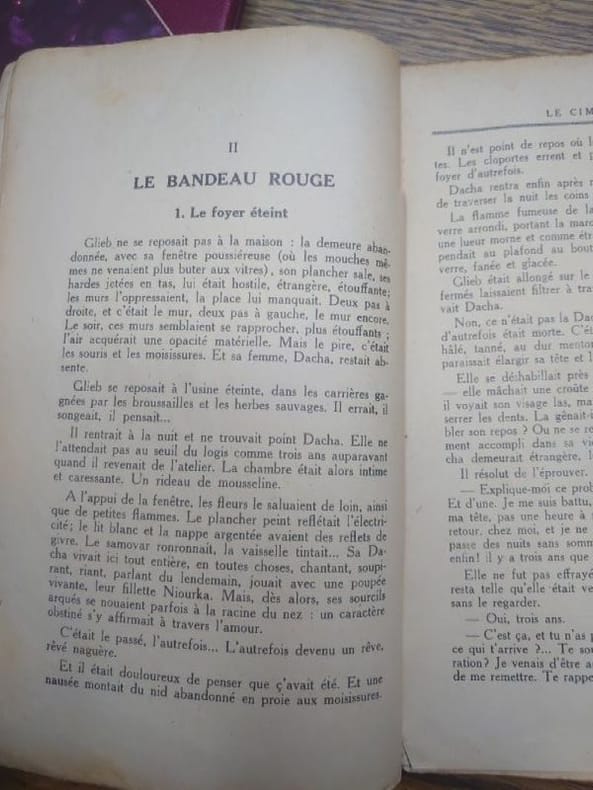 II
LE BANDEAU ROUGE
1. Le foyer éteint
Glieb ne se reposait pas à la maison : la demeure aban-
donnée, avec sa fenêtre poussiéreuse (où les mouches mê-
mes ne venaient plus buter aux vitres), son plancher sale, ses
hardes jetées en tas, lui était hostile, étrangère, étouffante;
les murs l'oppressaient, la place lui manquait. Deux pas à
droite, et c'était le mur, deux pas à gauche, le mur encore.
Le soir, ces murs semblaient se rapprocher, plus étouffants ;
l'air acquérait une opacité matérielle. Mais le pire, c'était
les souris et les moisissures. Et sa femme, Dacha, restait ab-
sente.
Glieb se reposait à l'usine éteinte, dans les carrières ga-
gnées par les broussailles et les herbes sauvages. Il errait, il
songeait, il pensait...
Il rentrait à la nuit et ne trouvait point Dacha. Elle ne
l'attendait pas au seuil du logis comme trois ans auparavant
quand il revenait de l'atelier. La chambre était alors intime
et caressante. Un rideau de mousseline.
A l'appui de la fenêtre, les fleurs le saluaient de loin, ainsi
que de petites flammes. Le plancher peint reflétait l'électri-
cité; le lit blanc et la nappe argentée avaient des reflets de
givre. Le samovar ronronnait, la vaisselle tintait... Sa Da-
cha vivait ici tout entière, en toutes choses, chantant, soupi-
rant, riant, parlant du lendemain, jouait avec une poupée
vivante, leur fillette Niourka. Mais, dès alors, ses sourcils
arqués se nouaient parfois à la racine du nez : un caractère
obstiné s'y affirmait à travers l'amour.
C'était le passé, l'autrefois... L'autrefois devenu un rêve,
rêvé naguère.
Et il était douloureux de penser que ç'avait été. Et une
nausée montait du nid abandonné en proie aux moisissures.
LE CIM
Il n'est point de repos où l
tes. Les cloportes errent et p
foyer d'autrefois.
Dacha rentra enfin après m
de traverser la nuit les coins
La flamme fumeuse de la
verre arrondi, portant la marq
une lueur morne et comme étr
pendait au plafond au bout
verre, fanée et glacée.
Glieb était allongé sur le
fermés laissaient filtrer à trav
vait Dacha.
Non, ce n'était pas la Dac
d'autrefois était morte. C'ét
hâlé, tanné, au dur menton
paraissait élargir sa tête et l
Elle se déshabillait près
— elle mâchait une croûte
il voyait son visage las, mais
serrer les dents. La gênait-i
bler son repos ? Ou ne se re
ment accompli dans sa vi
cha demeurait étrangère, l
Il résolut de l'éprouver.
— Explique-moi ce prob
Et d'une. Je me suis battu,
ma tête, pas une heure à
retour, chez moi, et je ne
passe des nuits sans somm
enfin! il y a trois ans que
Elle ne fut pas effrayé
resta telle qu'elle était ve
sans le regarder.
— Oui, trois ans.
— C'est ça, et tu n'as p
ce qui t'arrive ?... Te sou
ration? Je venais d'être a
de me remettre. Te rappe